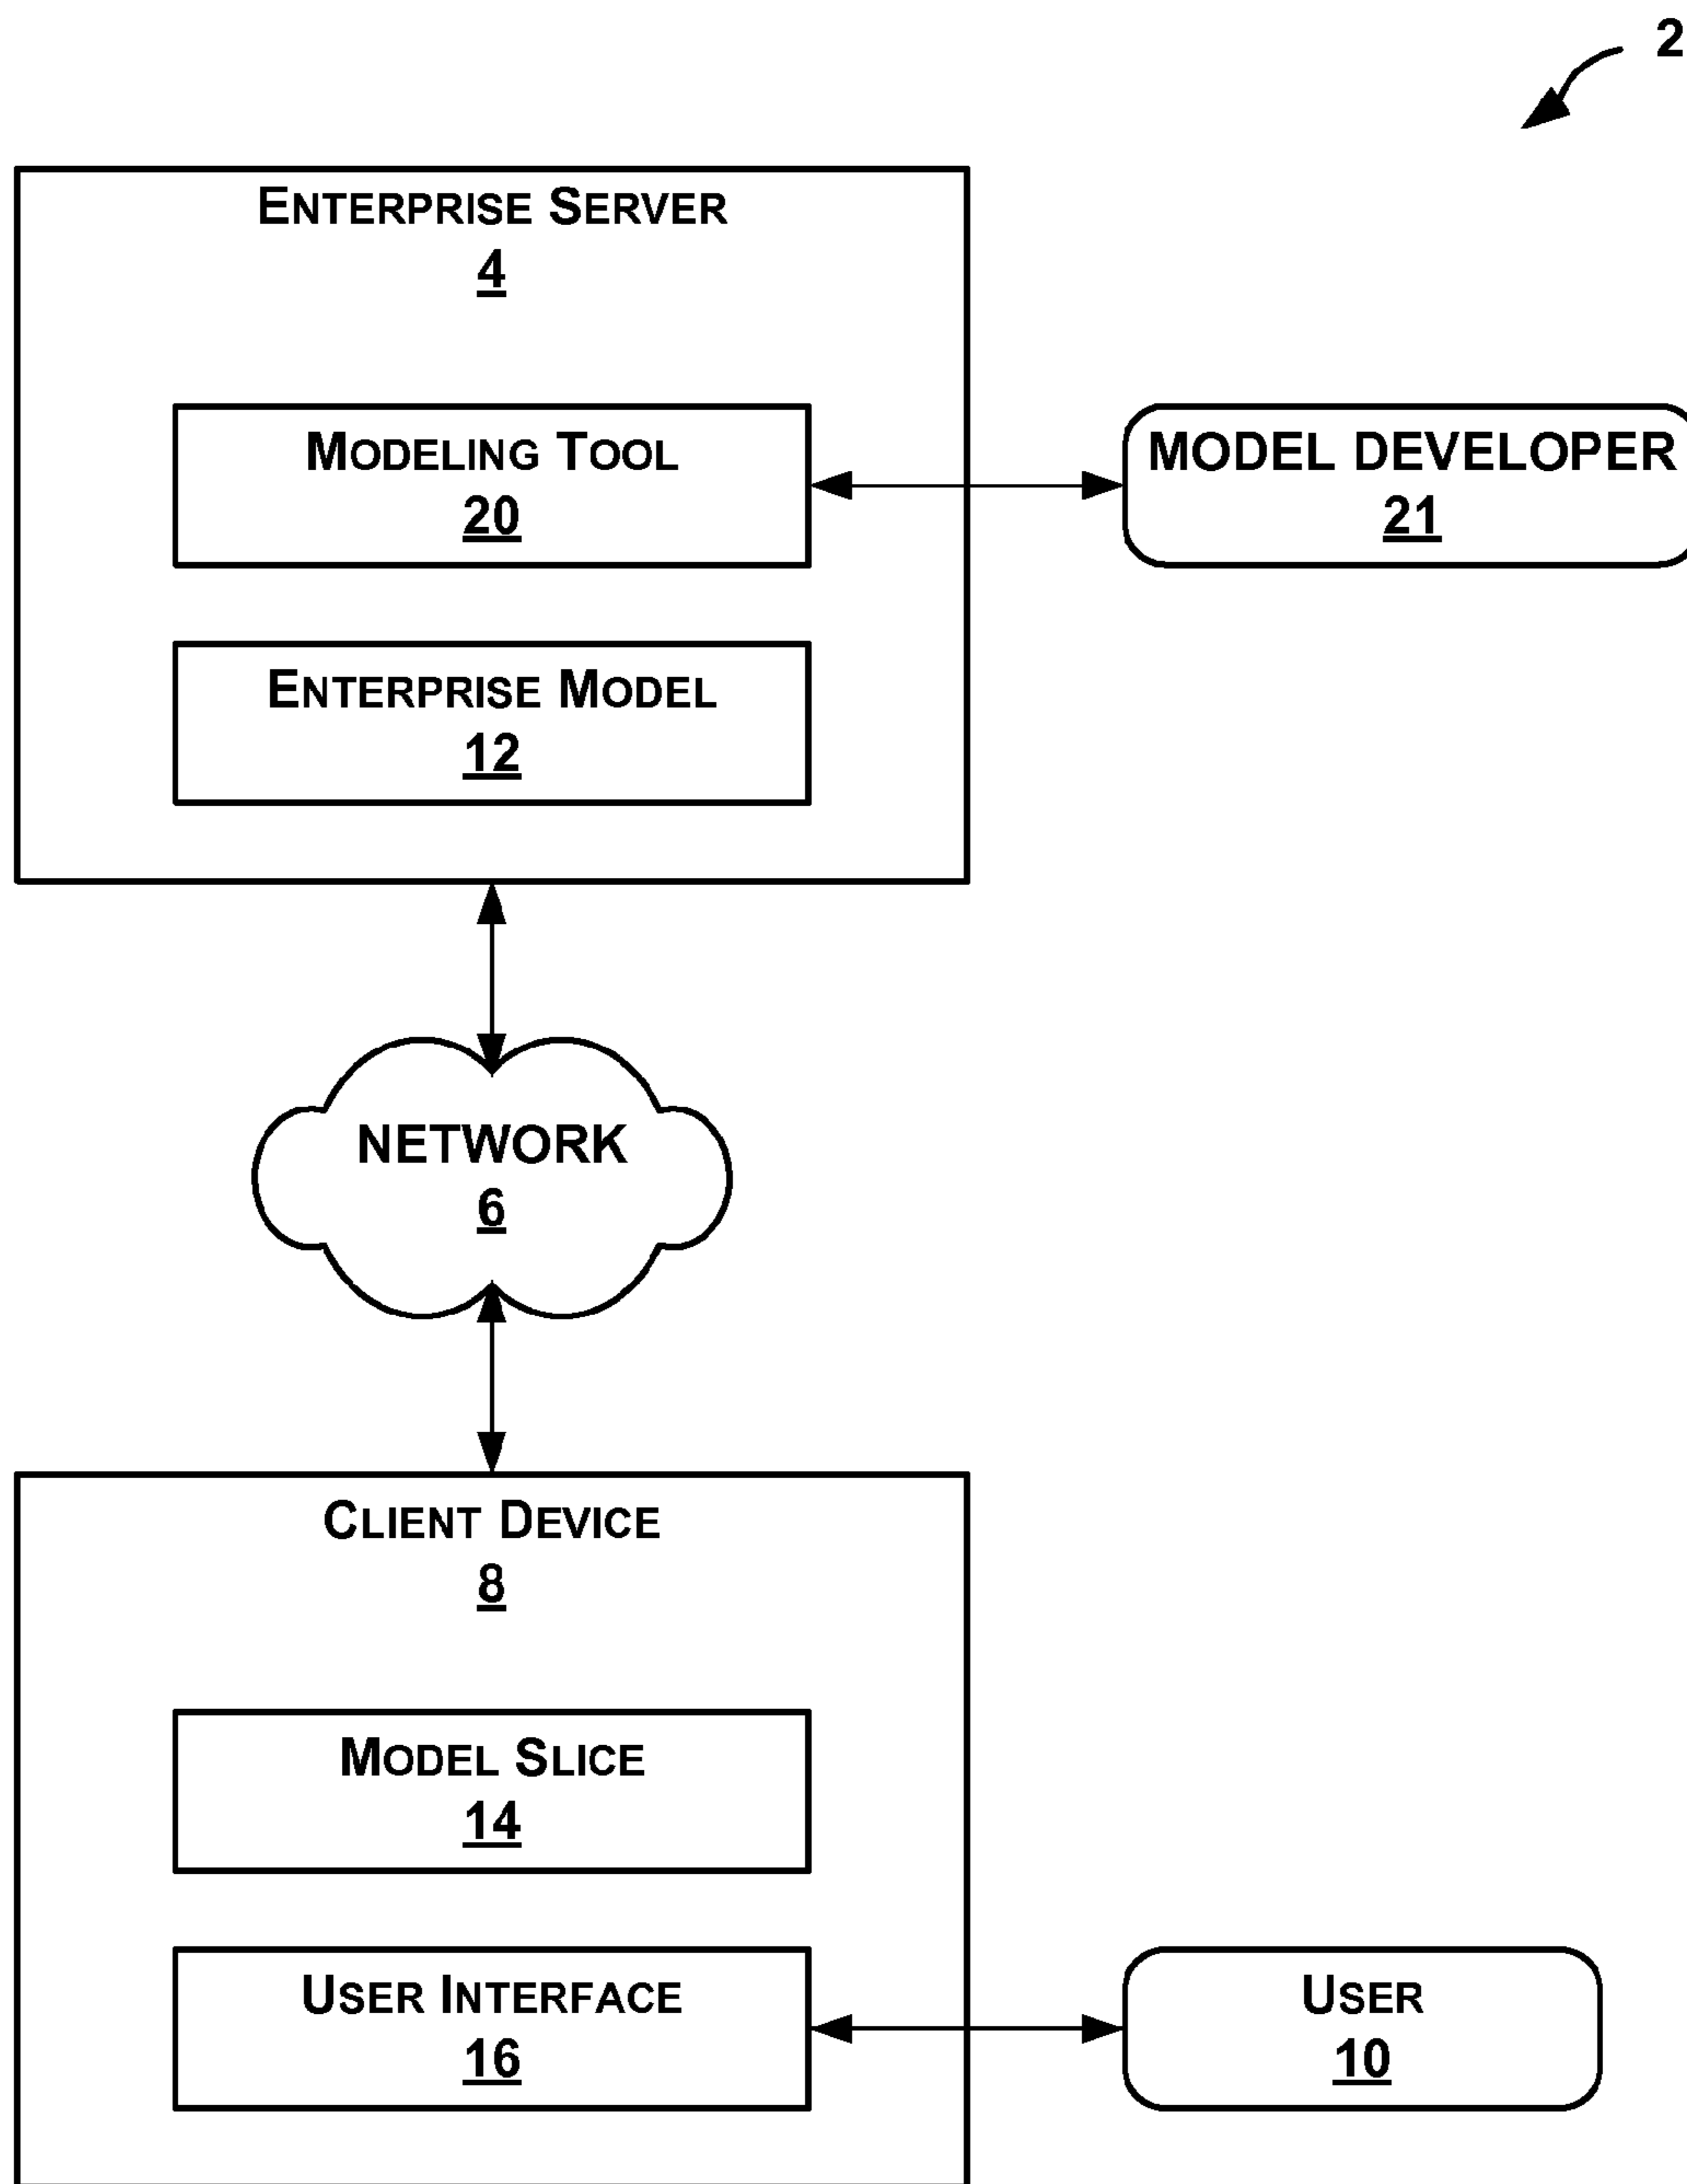 2
ENTERPRISE SERVER
4
MODELING TOOL
20
MODEL DEVELOPER
21
ENTERPRISE MODEL
12
NETWORK
6
CLIENT DEVICE
8
MODEL SLICE
14
USER INTERFACE
16
USER
10